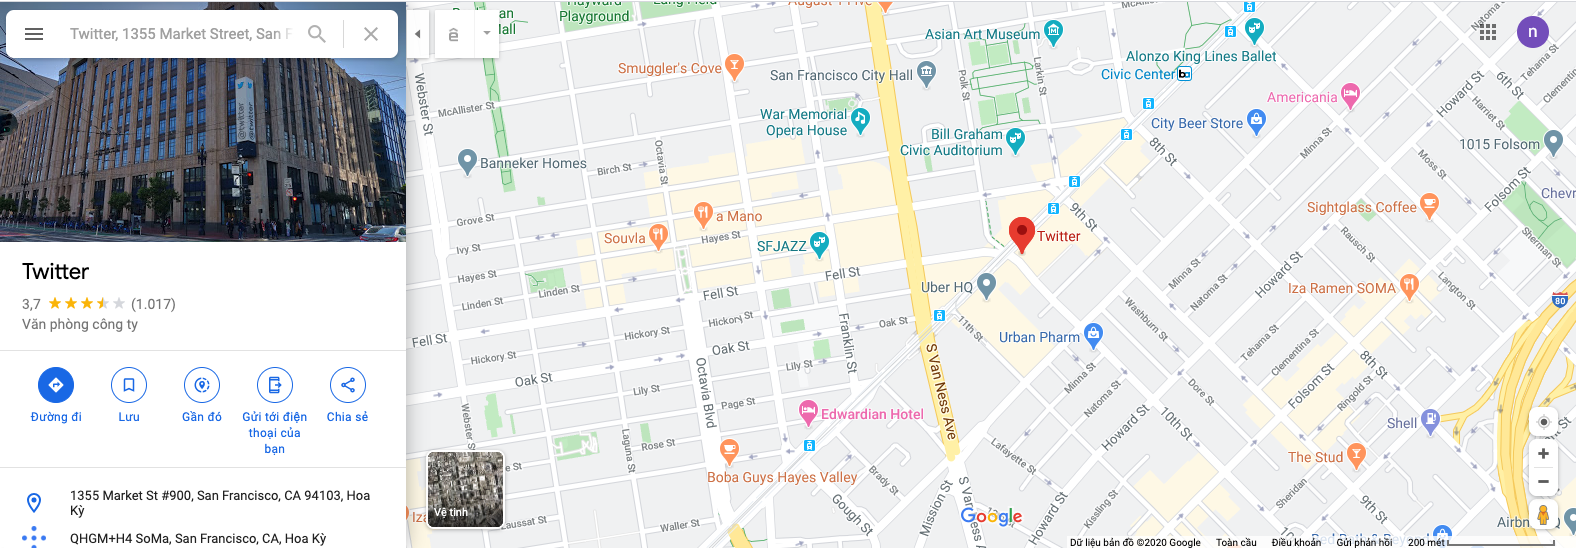 Twitter, 1355 Market Street, San F
Twitter
3,7 (1.017)
Văn phòng công ty
Đường đi
Lưu
Gần đó
Gửi tới điện thoại của bạn
Chia sẻ
1355 Market St #900, San Francisco, CA 94103, Hoa
Kỳ
QHGM+H4 SoMa, San Francisco, CA, Hoa Kỳ
@twitter
@twitter
ê
n
Hayward
Playground
Asian Art Museum
Alonzo King Lines Ballet
Smuggler's Cove
San Francisco City Hall
Civic Center
Americania
War Memorial
Opera House
City Beer Store
Bill Graham
Civic Auditorium
1015 Folsom
Banneker Homes
Sightglass Coffee
a Mano
Souvla
SFJAZZ
Twitter
Uber HQ
Iza Ramen SOMA
Urban Pharm
Edwardian Hotel
Shell
Boba Guys Hayes Valley
The Stud
Webster St
McAllister St
Octavia St
Birch St
Polk St
Larkin St
Grove St
Ivy St
Hayes St
Hayes St
Linden St
Linden St
Fell St
Fell St
Fell St
Hickory St
Hickory St
Hickory St
Oak St
Oak St
Oak St
Lily St
Lily St
Page St
Rose St
Laguna St
Octavia Blvd
Franklin St
Webster St
Laussat St
Waller St
S Van Ness Ave
Gough St
Brady St
Mission St
Lafayette St
Minna St
Natoma St
Howard St
Howard St
10th St
11th St
9th St
8th St
8th St
Washburn St
Minna St
Natoma St
Howard St
Howard St
Minna St
Moss St
Harriet St
Tehama St
Clementina St
Tehama St
Folsom St
Folsom St
Rausch St
Langton St
Ringold St
Sheridan St
80
Vệ tinh
Google
Dữ liệu bản đồ ©2020 Google
Toàn cầu
Điều khoản
Gửi phản hồi
200 mét